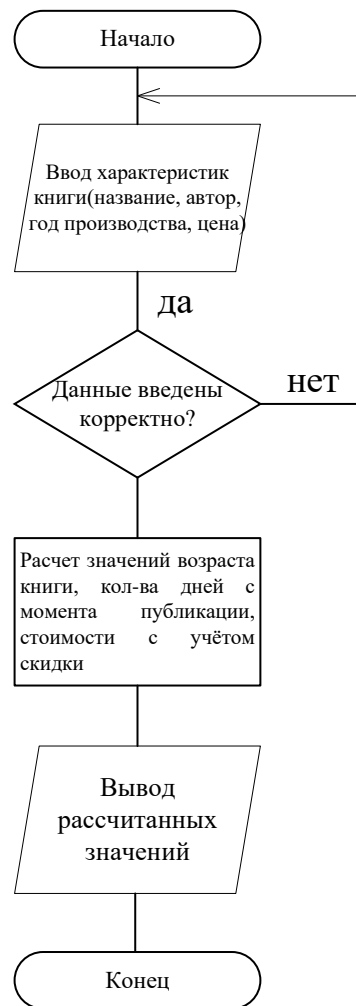 Начало
Ввод характеристик
книги(название, автор,
год производства, цена)
да
Данные введены
корректно?
нет
Расчет значений возраста
книги, кол-ва дней с
момента публикации,
стоимости с учётом
скидки
Вывод
рассчитанных
значений
Конец